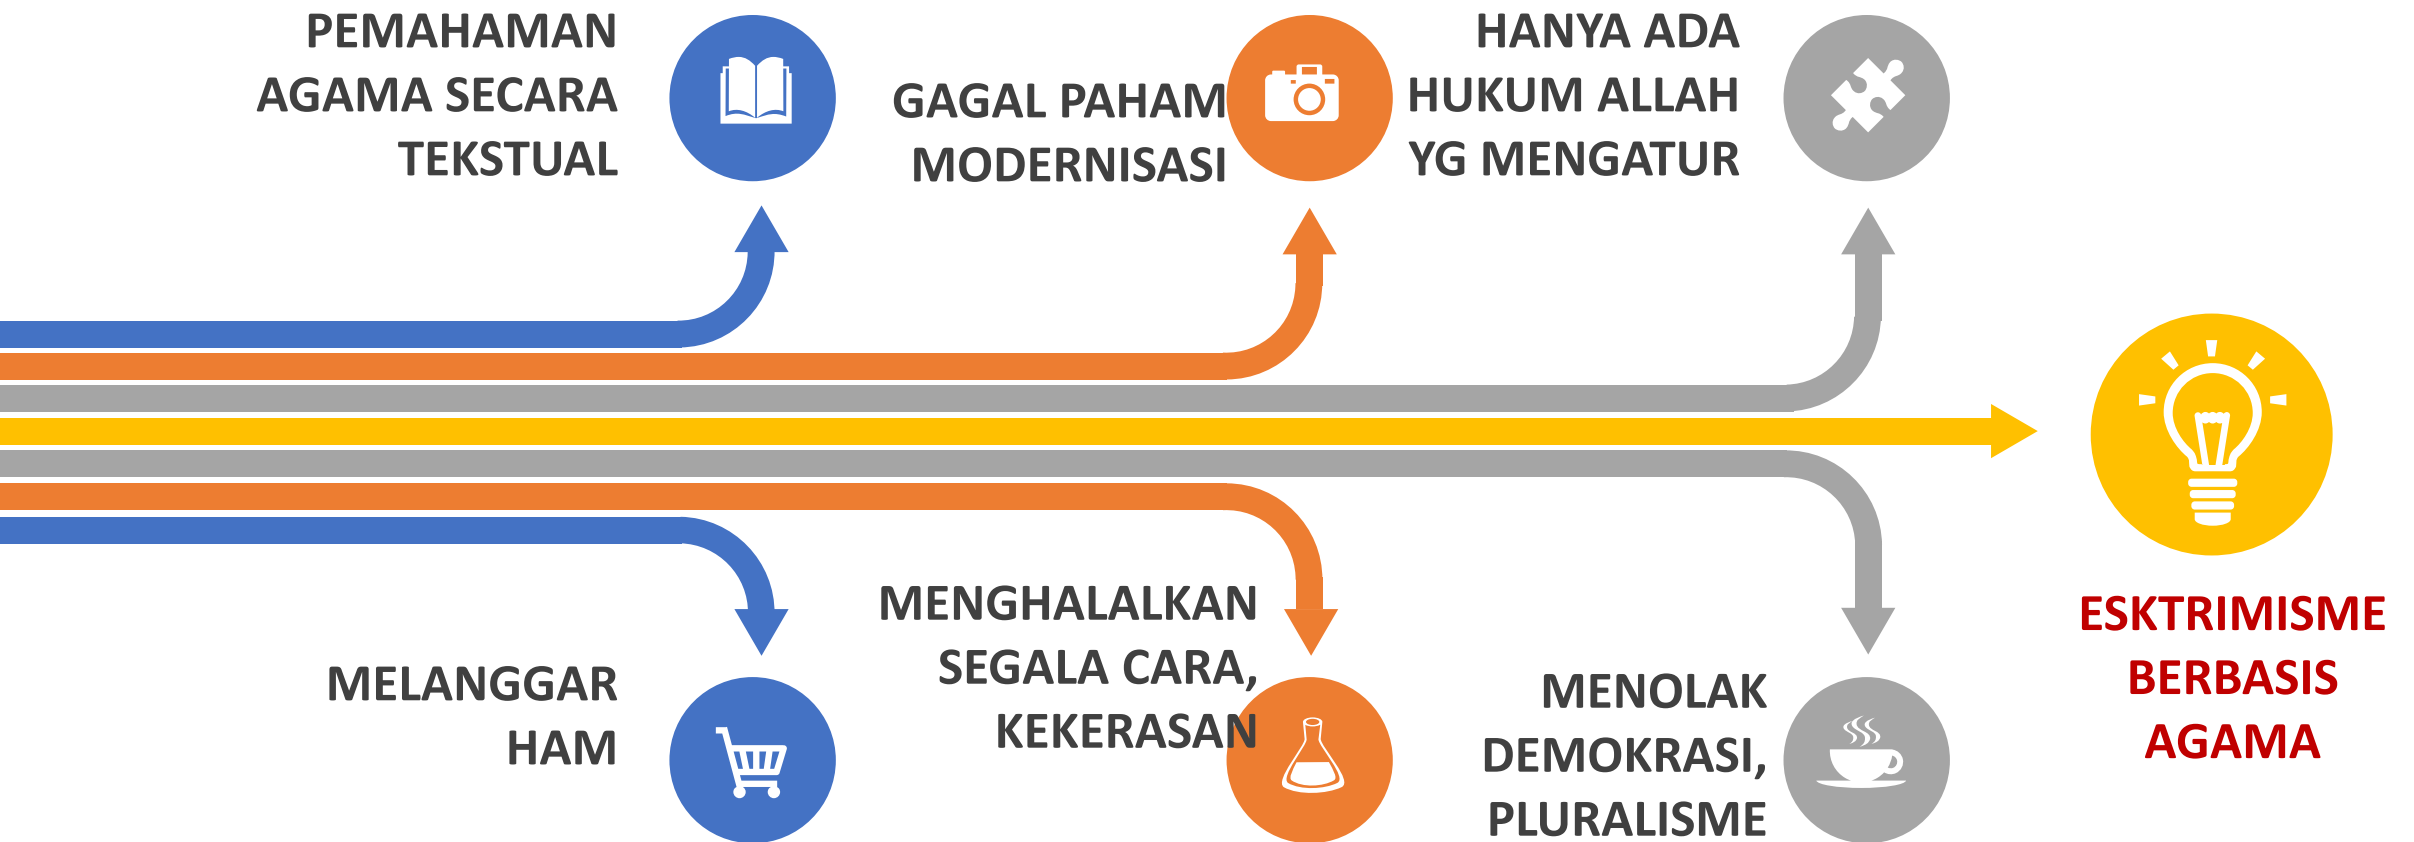 PEMAHAMAN
AGAMA SECARA
TEKSTUAL
GAGAL PAHAM
MODERNISASI
HANYA ADA
HUKUM ALLAH
YG MENGATUR
MELANGGAR
HAM
MENGHALALKAN
SEGALA CARA,
KEKERASAN
MENOLAK
DEMOKRASI,
PLURALISME
ESKTRIMISME
BERBASIS
AGAMA